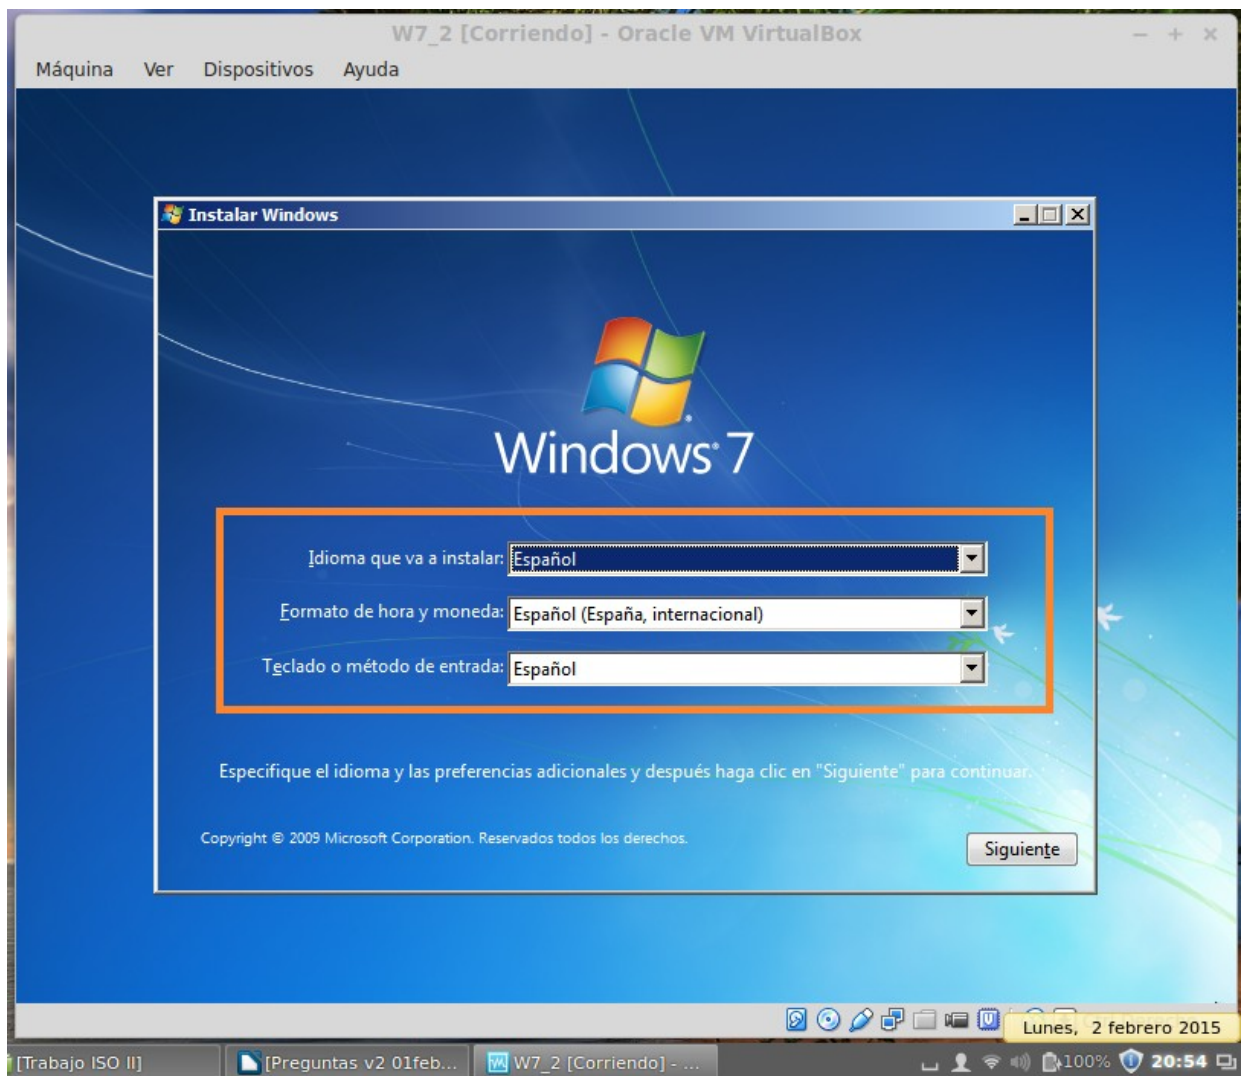 W7_2 [Corriendo] - Oracle VM VirtualBox
Máquina Ver Dispositivos Ayuda
Instalar Windows
Windows® 7
Idioma que va a instalar: Español
Formato de hora y moneda: Español (España, internacional)
Teclado o método de entrada: Español
Especifique el idioma y las preferencias adicionales y después haga clic en "Siguiente" para continuar.
Copyright © 2009 Microsoft Corporation. Reservados todos los derechos.
Siguiente
Lunes, 2 febrero 2015
[Trabajo ISO II] [Preguntas v2 01feb... W7_2 [Corriendo] - ... 100% 20:54